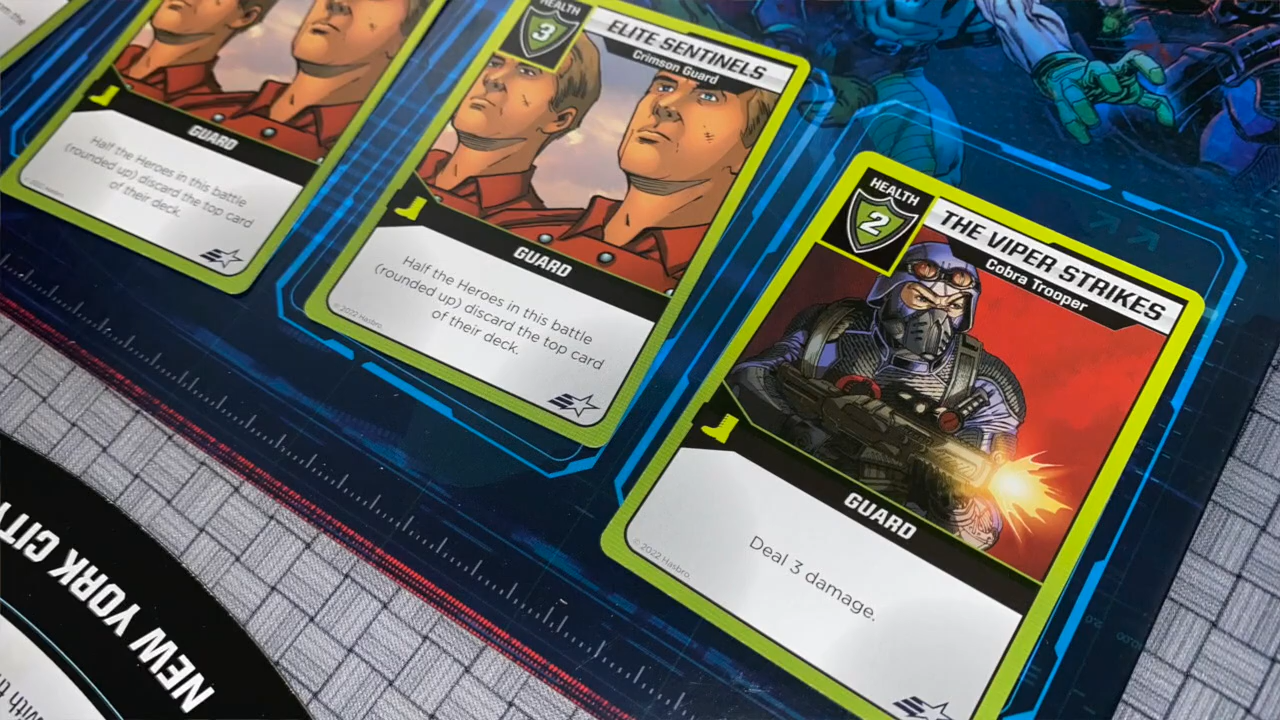 GUARD
Half the Heroes in this battle
(rounded up) discard the top card
of their deck.
© 2022 Hasbro.
HEALTH
3
ELITE SENTINELS
Crimson Guard
GUARD
Half the Heroes in this battle
(rounded up) discard the top card
of their deck.
© 2022 Hasbro.
HEALTH
2
THE VIPER STRIKES
Cobra Trooper
GUARD
Deal 3 damage.
© 2022 Hasbro.
NEW YORK CITY